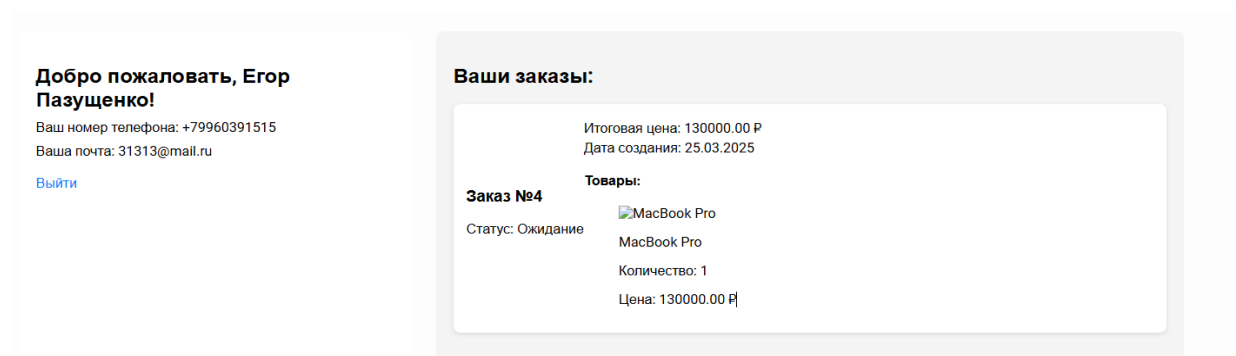 Добро пожаловать, Егор
Пазущенко!
Ваш номер телефона: +79960391515
Ваша почта: 31313@mail.ru
Выйти
Ваши заказы:
Заказ №4
Статус: Ожидание
Итоговая цена: 130000.00 ₽
Дата создания: 25.03.2025
Товары:
MacBook Pro
MacBook Pro
Количество: 1
Цена: 130000.00 ₽